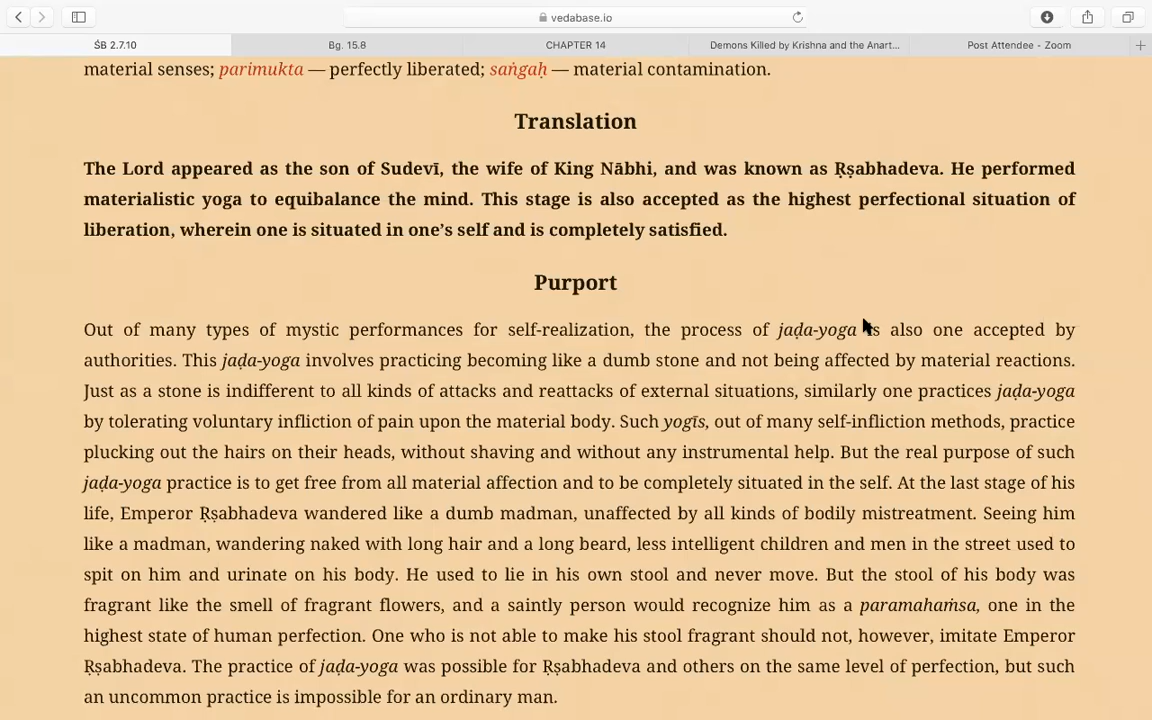 vedabase.io
ŚB 2.7.10
Bg. 15.8
CHAPTER 14
Demons Killed by Krishna and the Anart...
Post Attendee - Zoom
material senses; parimukta — perfectly liberated; saṅgaḥ — material contamination.
Translation
The Lord appeared as the son of Sudevī, the wife of King Nābhi, and was known as Ṛṣabhadeva. He performed
materialistic yoga to equibalance the mind. This stage is also accepted as the highest perfectional situation of
liberation, wherein one is situated in one’s self and is completely satisfied.
Purport
Out of many types of mystic performances for self-realization, the process of jaḍa-yoga is also one accepted by
authorities. This jaḍa-yoga involves practicing becoming like a dumb stone and not being affected by material reactions.
Just as a stone is indifferent to all kinds of attacks and reattacks of external situations, similarly one practices jaḍa-yoga
by tolerating voluntary infliction of pain upon the material body. Such yogīs, out of many self-infliction methods, practice
plucking out the hairs on their heads, without shaving and without any instrumental help. But the real purpose of such
jaḍa-yoga practice is to get free from all material affection and to be completely situated in the self. At the last stage of his
life, Emperor Ṛṣabhadeva wandered like a dumb madman, unaffected by all kinds of bodily mistreatment. Seeing him
like a madman, wandering naked with long hair and a long beard, less intelligent children and men in the street used to
spit on him and urinate on his body. He used to lie in his own stool and never move. But the stool of his body was
fragrant like the smell of fragrant flowers, and a saintly person would recognize him as a paramahaṁsa, one in the
highest state of human perfection. One who is not able to make his stool fragrant should not, however, imitate Emperor
Ṛṣabhadeva. The practice of jaḍa-yoga was possible for Ṛṣabhadeva and others on the same level of perfection, but such
an uncommon practice is impossible for an ordinary man.